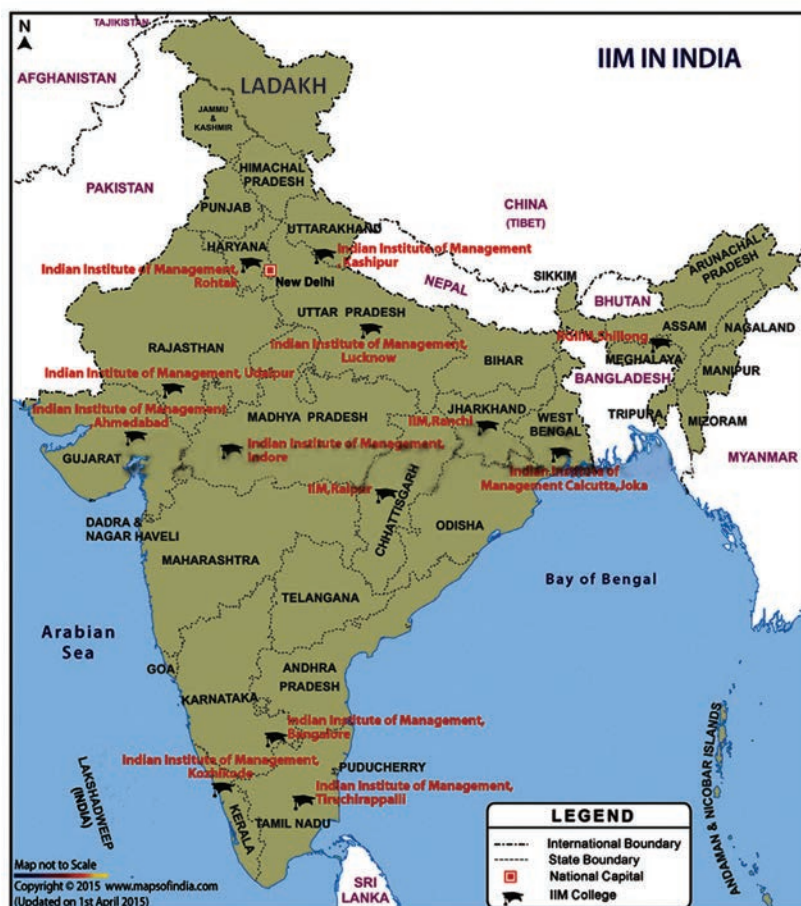 N
TAJIKISTAN
AFGHANISTAN
IIM IN INDIA
LADAKH
JAMMU
&
KASHMIR
HIMACHAL
PRADESH
PAKISTAN
PUNJAB
CHINA
(TIBET)
UTTARAKHAND
HARYANA
Indian Institute of Management
,Kashipur
Indian Institute of Management,
Rohtak
New Delhi
NEPAL
SIKKIM
ARUNACHAL
PRADESH
BHUTAN
UTTAR PRADESH
Indian Institute of Management,
Lucknow
ASSAM
NAGALAND
RGIIM,Shillong
MEGHALAYA
RAJASTHAN
BIHAR
MANIPUR
BANGLADESH
Indian Institute of Management, Udaipur
Indian Institute of Management,
Ahmedabad
MADHYA PRADESH
JHARKHAND
IIM,Ranchi
WEST
BENGAL
TRIPURA
MIZORAM
GUJARAT
Indian Institute of Management,
Indore
MYANMAR
Indian Institute of
Management Calcutta,Joka
IIM,Raipur
CHHATTISGARH
ODISHA
DADRA &
NAGAR HAVELI
MAHARASHTRA
Bay of Bengal
TELANGANA
Arabian
Sea
GOA
ANDHRA
PRADESH
KARNATAKA
Indian Institute of Management,
Bangalore
Indian Institute of Management,
Kozhikode
PUDUCHERRY
Indian Institute of Management,
Tiruchirappalli
LAKSHADWEEP
(INDIA)
KERALA
TAMIL NADU
ANDAMAN & NICOBAR ISLANDS
SRI
LANKA
LEGEND
International Boundary
State Boundary
National Capital
IIM College
Map not to Scale
Copyright © 2015 www.mapsofindia.com
(Updated on 1st April 2015)